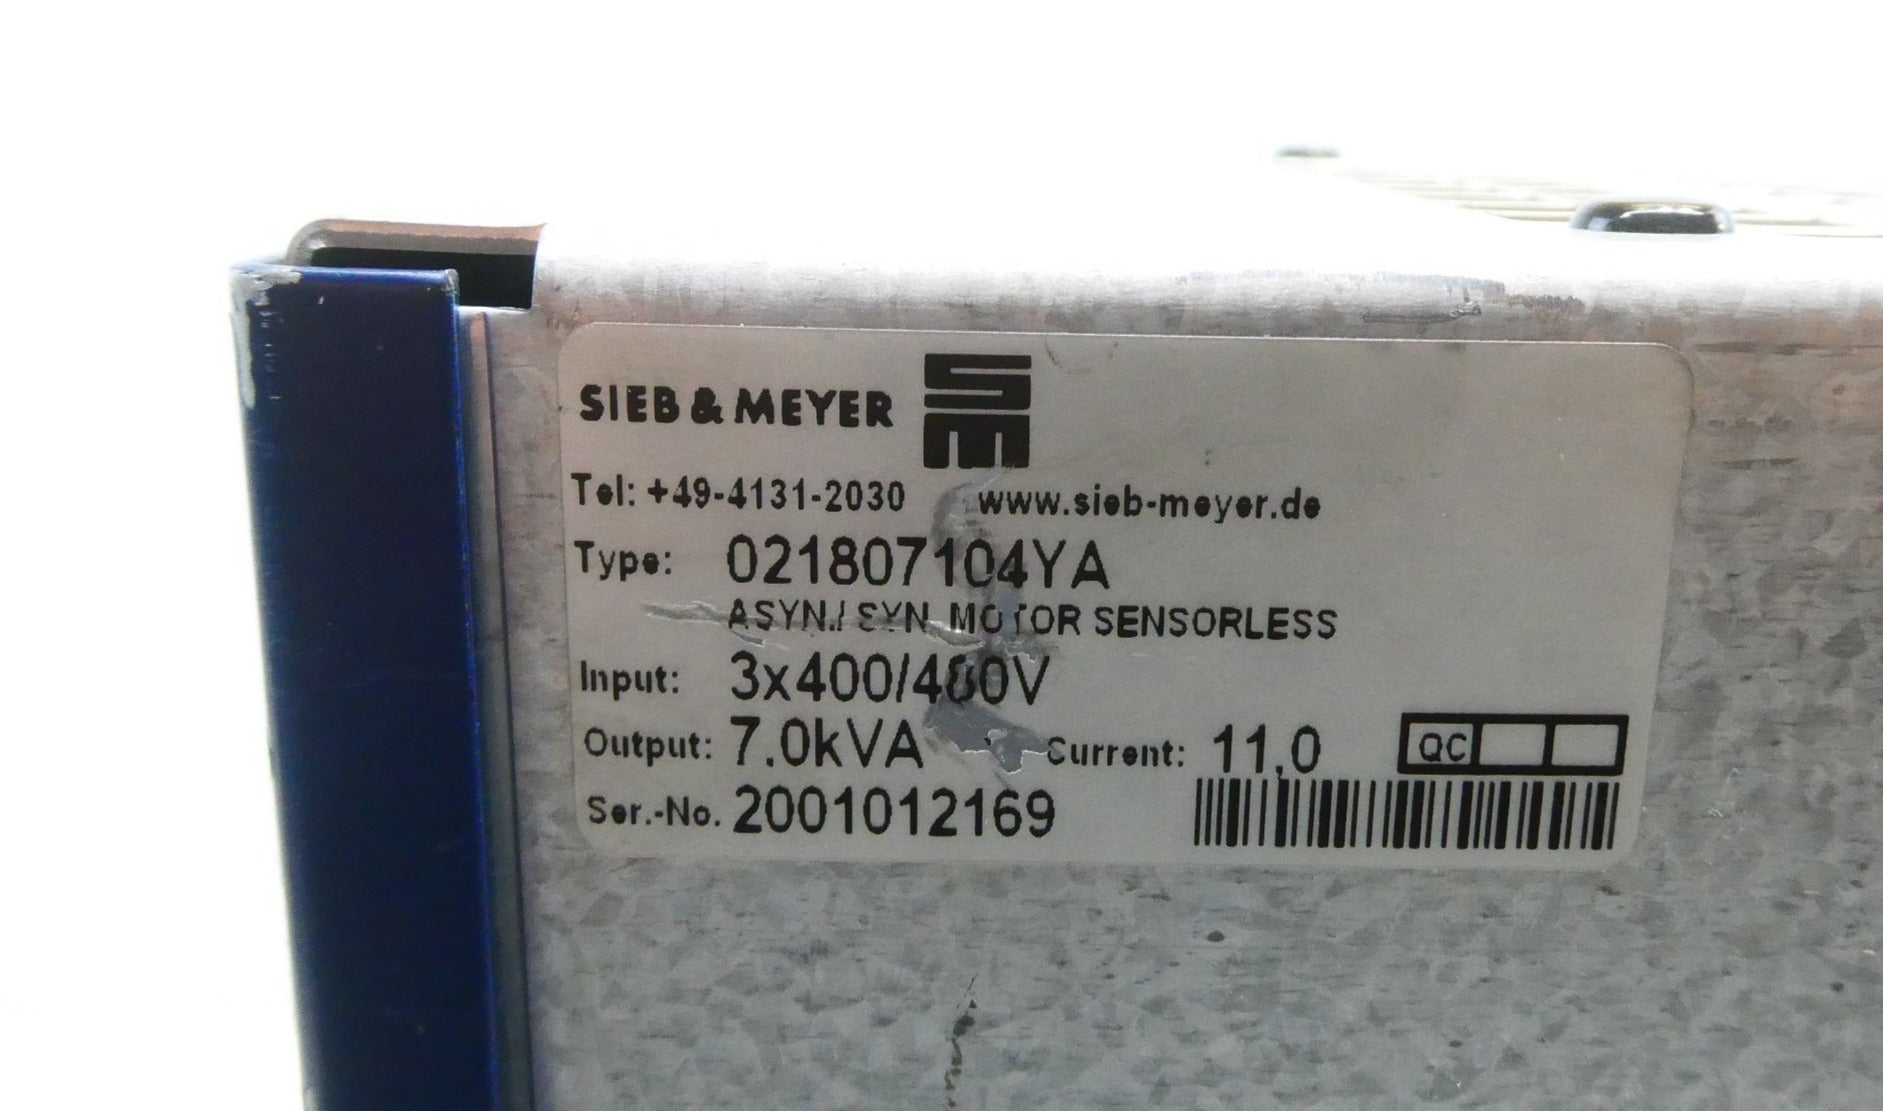 SIEB & MEYER
Tel: +49-4131-2030 www.sieb-meyer.de
Type: 021807104YA
ASYN./ SYN. MOTOR SENSORLESS
Input: 3x400/480V
Output: 7.0kVA Current: 11,0 QC
Ser.-No. 2001012169